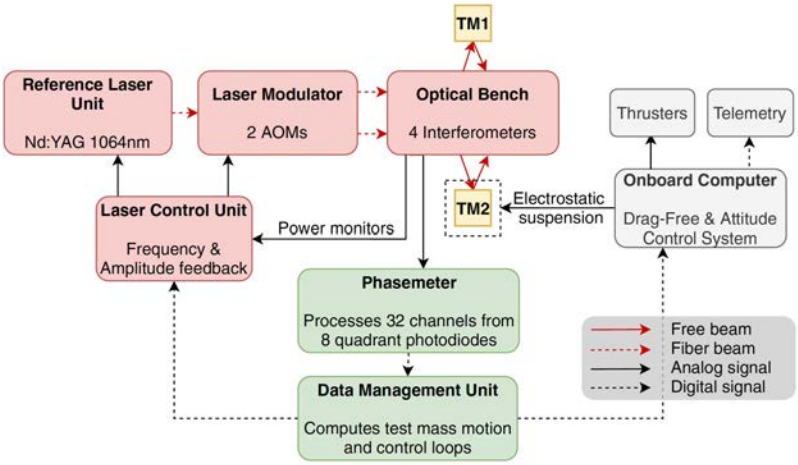 TM1
Reference Laser
Unit
Nd:YAG 1064nm
Laser Modulator
2 AOMs
Optical Bench
4 Interferometers
Thrusters
Telemetry
Laser Control Unit
Frequency &
Amplitude feedback
Power monitors
TM2
Electrostatic
suspension
Onboard Computer
Drag-Free & Attitude
Control System
Phasemeter
Processes 32 channels from
8 quadrant photodiodes
Data Management Unit
Computes test mass motion
and control loops
Free beam
Fiber beam
Analog signal
Digital signal